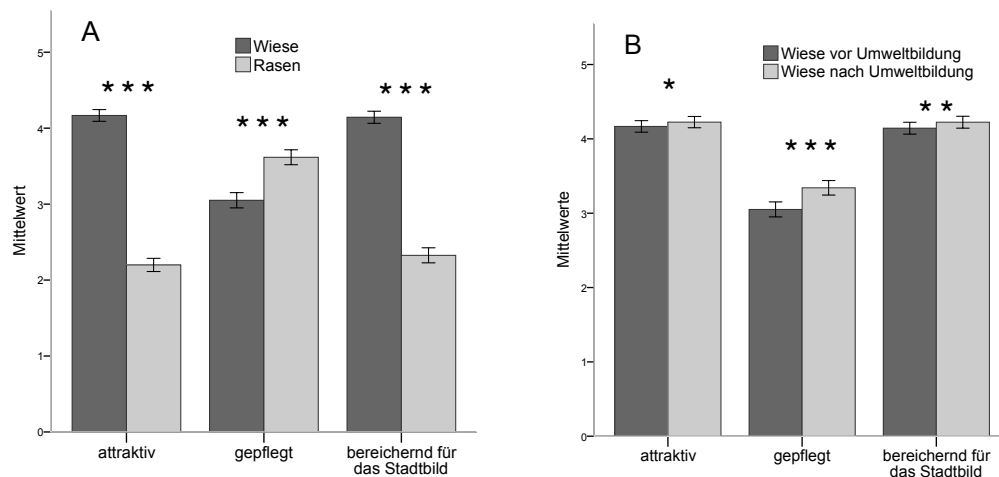 A
Wiese
Rasen
5
4
3
2
1
0
Mittelwert
***
***
***
attraktiv
gepflegt
bereichernd für
das Stadtbild
B
Wiese vor Umweltbildung
Wiese nach Umweltbildung
5
4
3
2
1
0
Mittelwerte
*
***
**
attraktiv
gepflegt
bereichernd für
das Stadtbild